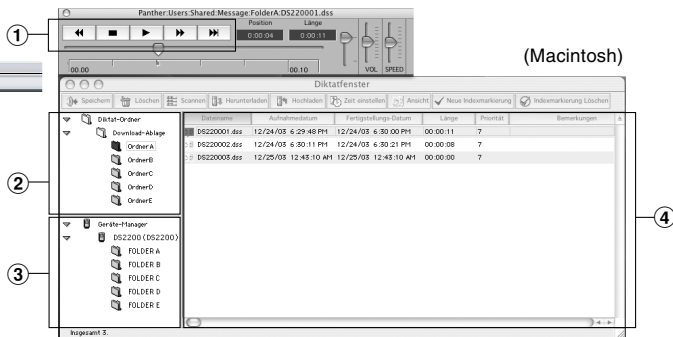 Panther:Users:Shared:Message:FolderA:DS220001.dss
Position Länge
1
0:00:04 0:00:11
00.00 00.10 VOL SPEED
(Macintosh)
Diktatfenster
Speichern Löschen Scannen Herunterladen Hochladen Zeit einstellen Ansicht Neue Indexmarkierung Indexmarkierung Löschen
Diktat-Ordner
Download-Ablage
OrdnerA
OrdnerB
OrdnerC
OrdnerD
OrdnerE
2
Dateiname Aufnahmedatum Fertigstellungs-Datum Länge Priorität Bemerkungen
DS220001.dss 12/24/03 6:29:48 PM 12/24/03 6:30:00 PM 00:00:11 7
DS220002.dss 12/24/03 6:30:11 PM 12/24/03 6:30:21 PM 00:00:08 7
DS220003.dss 12/25/03 12:43:10 AM 12/25/03 12:43:10 AM 00:00:00 7
4
Geräte-Manager
DS2200 (DS2200)
FOLDER A
FOLDER B
FOLDER C
FOLDER D
FOLDER E
3
Insgesamt 3.